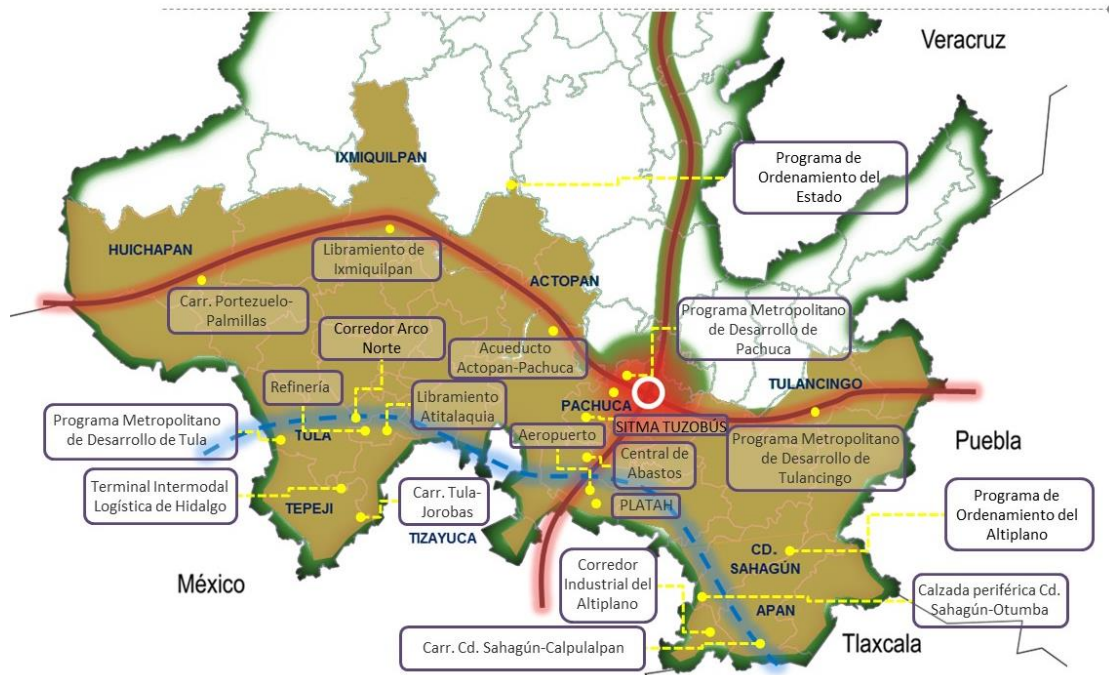 Veracruz
Programa de
Ordenamiento del
Estado
IXMIQUILPAN
HUICHAPAN
Libramiento de
Ixmiquilpan
ACTOPAN
Carr. Portezuelo-
Palmillas
Corredor Arco
Norte
Acueducto
Actopan-Pachuca
Programa Metropolitano
de Desarrollo de
Pachuca
TULANCINGO
Refinería
Libramiento
Atitalaquia
PACHUCA
SITMA TUZOBÚS
Programa Metropolitano
de Desarrollo de Tula
TULA
Aeropuerto
Central de
Abastos
Programa Metropolitano
de Desarrollo de
Tulancingo
Puebla
Terminal Intermodal
Logística de Hidalgo
TEPEJI
Carr. Tula-
Jorobas
PLATAH
TIZAYUCA
Programa de
Ordenamiento del
Altiplano
México
Corredor
Industrial del
Altiplano
CD.
SAHAGÚN
APAN
Calzada periférica Cd.
Sahagún-Otumba
Carr. Cd. Sahagún-Calpulalpan
Tlaxcala